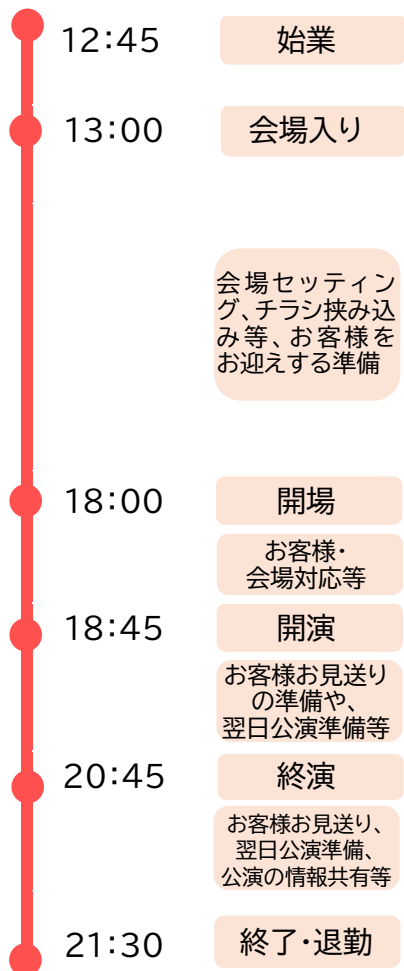 12:45 始業
13:00 会場入り
会場セッティン
グ、チラシ挟み込
み等、お客様を
お迎えする準備
18:00 開場
お客様・
会場対応等
18:45 開演
お客様お見送り
の準備や、
翌日公演準備等
20:45 終演
お客様お見送り、
翌日公演準備、
公演の情報共有等
21:30 終了・退勤